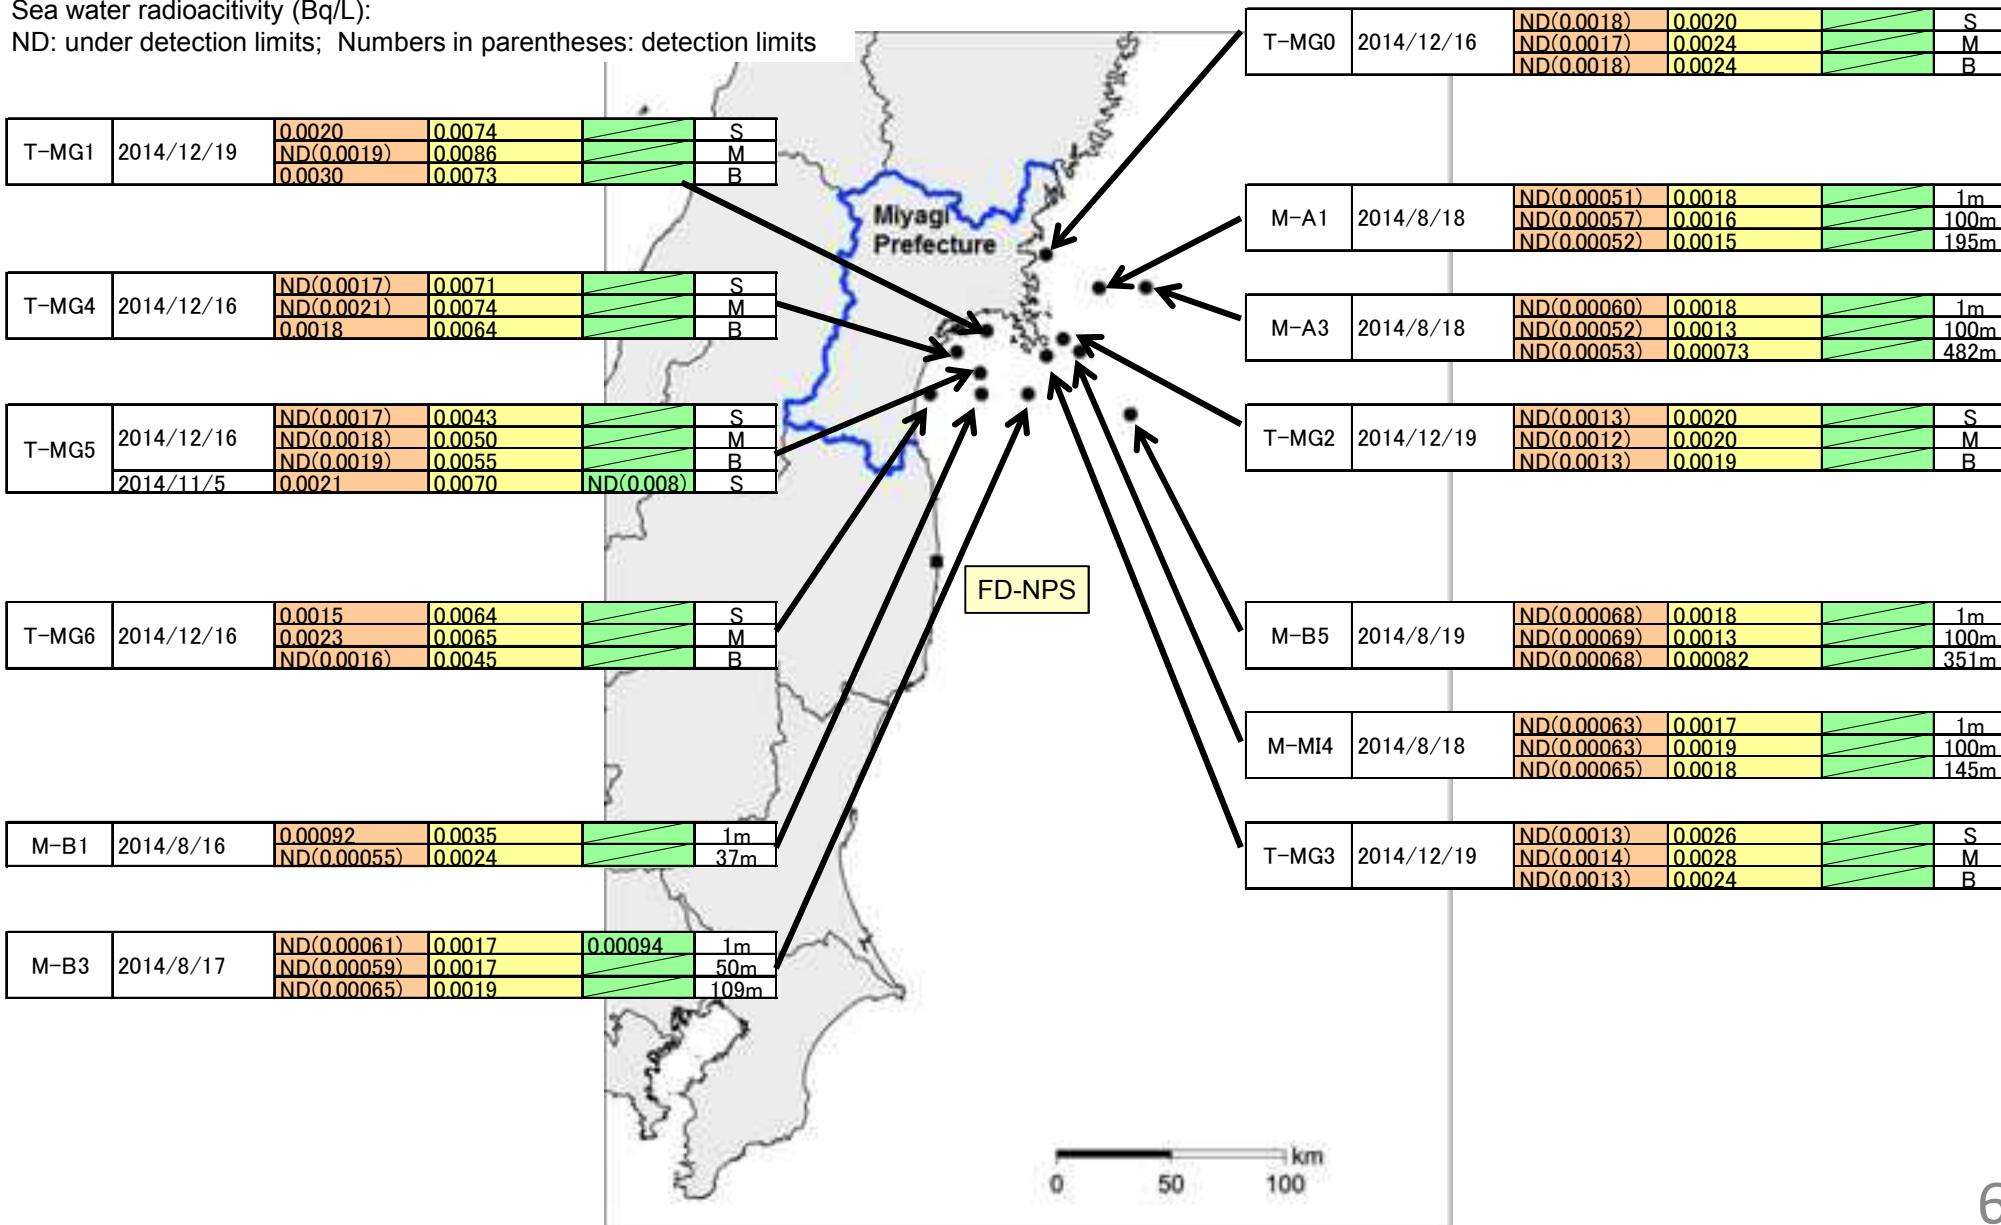 Sea water radioacitivity (Bq/L):
ND: under detection limits; Numbers in parentheses: detection limits
T-MG1 2014/12/19 0.0020 0.0074 S
ND(0.0019) 0.0086 M
0.0030 0.0073 B
T-MG4 2014/12/16 ND(0.0017) 0.0071 S
ND(0.0021) 0.0074 M
0.0018 0.0064 B
T-MG5 2014/12/16 ND(0.0017) 0.0043 S
ND(0.0018) 0.0050 M
ND(0.0019) 0.0055 B
2014/11/5 0.0021 0.0070 ND(0.008) S
T-MG6 2014/12/16 0.0015 0.0064 S
0.0023 0.0065 M
ND(0.0016) 0.0045 B
M-B1 2014/8/16 0.00092 0.0035 1m
ND(0.00055) 0.0024 37m
M-B3 2014/8/17 ND(0.00061) 0.0017 0.00094 1m
ND(0.00059) 0.0017 50m
ND(0.00065) 0.0019 109m
Miyagi
Prefecture
FD-NPS
km
0 50 100
T-MG0 2014/12/16 ND(0.0018) 0.0020 S
ND(0.0017) 0.0024 M
ND(0.0018) 0.0024 B
M-A1 2014/8/18 ND(0.00051) 0.0018 1m
ND(0.00057) 0.0016 100m
ND(0.00052) 0.0015 195m
M-A3 2014/8/18 ND(0.00060) 0.0018 1m
ND(0.00052) 0.0013 100m
ND(0.00053) 0.00073 482m
T-MG2 2014/12/19 ND(0.0013) 0.0020 S
ND(0.0012) 0.0020 M
ND(0.0013) 0.0019 B
M-B5 2014/8/19 ND(0.00068) 0.0018 1m
ND(0.00069) 0.0013 100m
ND(0.00068) 0.00082 351m
M-MI4 2014/8/18 ND(0.00063) 0.0017 1m
ND(0.00063) 0.0019 100m
ND(0.00065) 0.0018 145m
T-MG3 2014/12/19 ND(0.0013) 0.0026 S
ND(0.0014) 0.0028 M
ND(0.0013) 0.0024 B
6